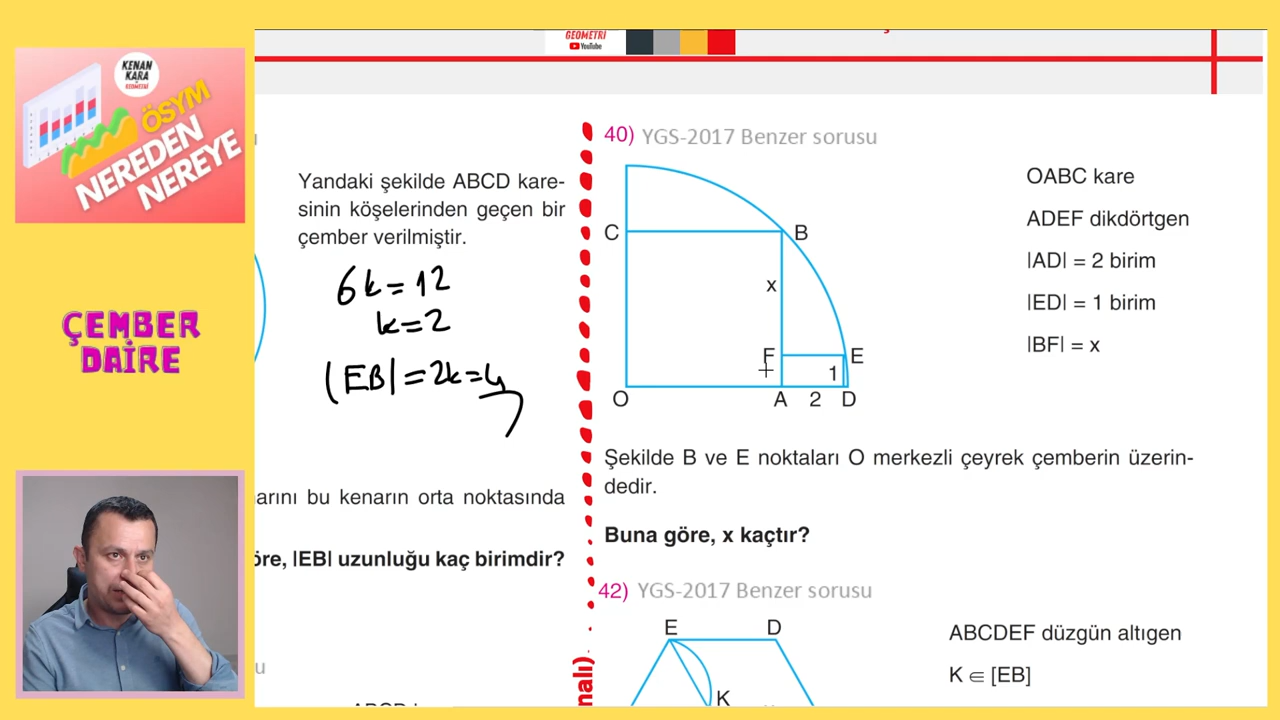 GEOMETRİ
YouTube
KENAN
KARA
GEOMETRİ
ÖSYM
NEREDEN
NEREYE
ÇEMBER
DAİRE
Yandaki şekilde ABCD kare-
sinin köşelerinden geçen bir
çember verilmiştir.
6k=12
k=2
|EB|=2k=4
arını bu kenarın orta noktasında
öre, |EB| uzunluğu kaç birimdir?
40) YGS-2017 Benzer sorusu
C
B
x
F
E
1
O
A
2
D
OABC kare
ADEF dikdörtgen
|AD| = 2 birim
|ED| = 1 birim
|BF| = x
Şekilde B ve E noktaları O merkezli çeyrek çemberin üzerin-
dedir.
Buna göre, x kaçtır?
42) YGS-2017 Benzer sorusu
E
D
K
ABCDEF düzgün altıgen
K ∈ [EB]
nalı)